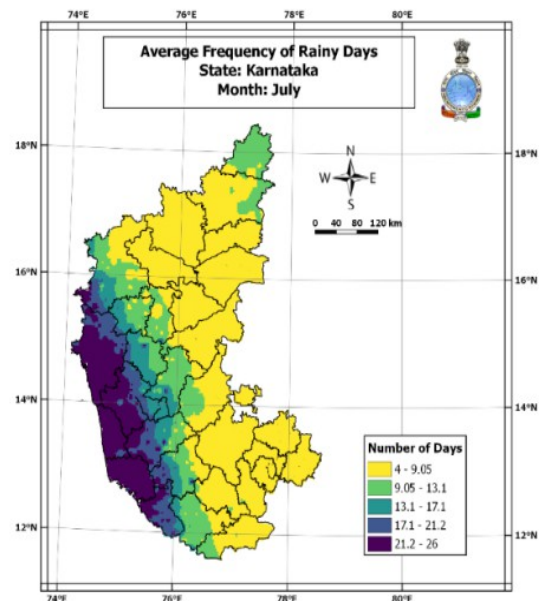 74°E 76°E 78°E 80°E
Average Frequency of Rainy Days
State: Karnataka
Month: July
18°N 18°N
N
W E
S
0 40 80 120 km
16°N 16°N
14°N 14°N
Number of Days
4 - 9.05
9.05 - 13.1
13.1 - 17.1
17.1 - 21.2
21.2 - 26
12°N 12°N
74°E 76°E 78°E 80°E